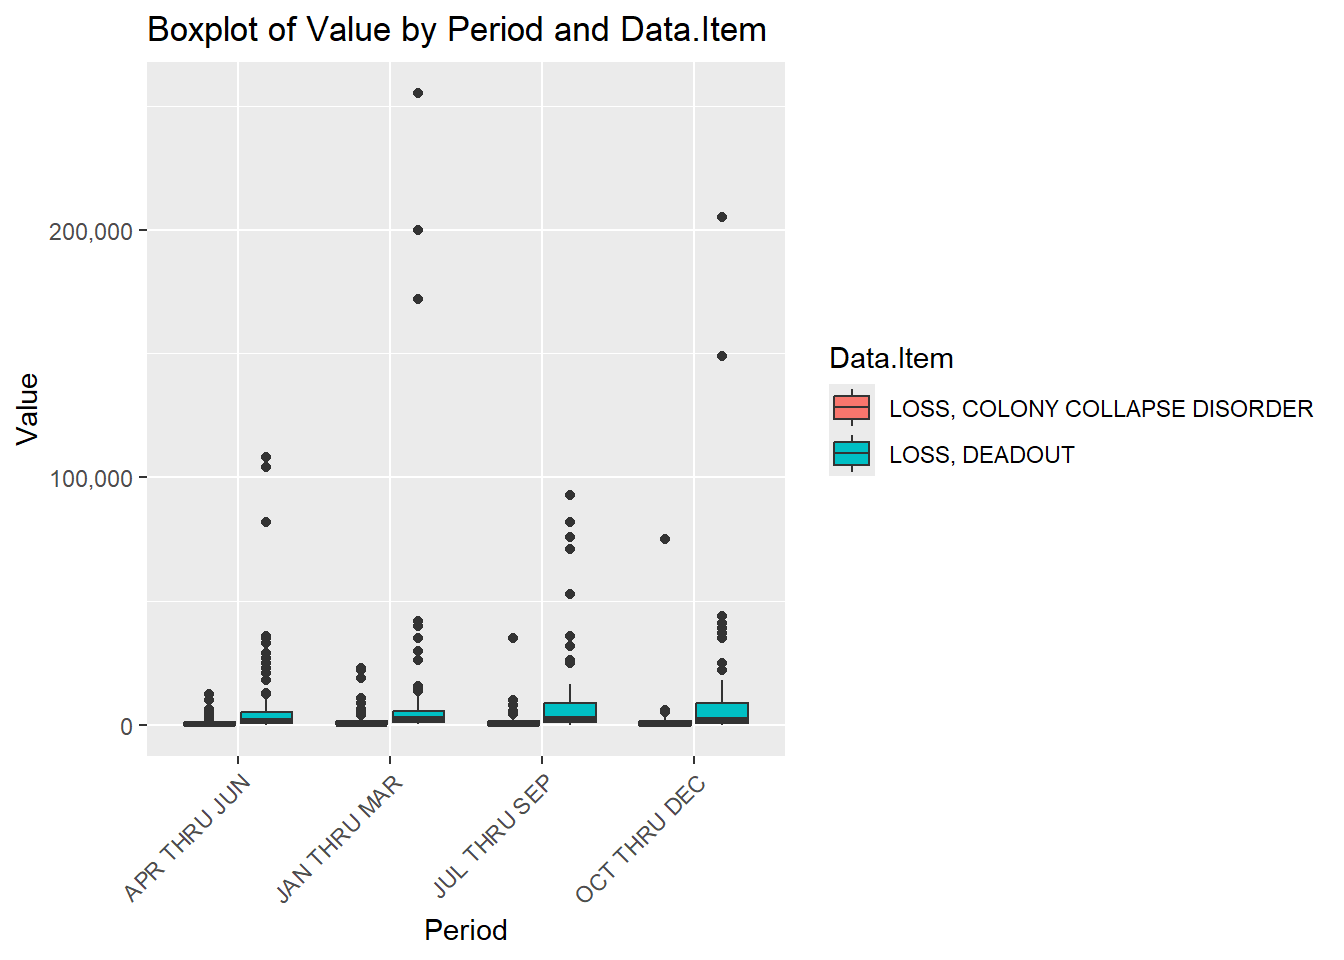 Boxplot of Value by Period and Data.Item
200,000
100,000
0
Value
APR THRU JUN
JAN THRU MAR
JUL THRU SEP
OCT THRU DEC
Period
Data.Item
LOSS, COLONY COLLAPSE DISORDER
LOSS, DEADOUT